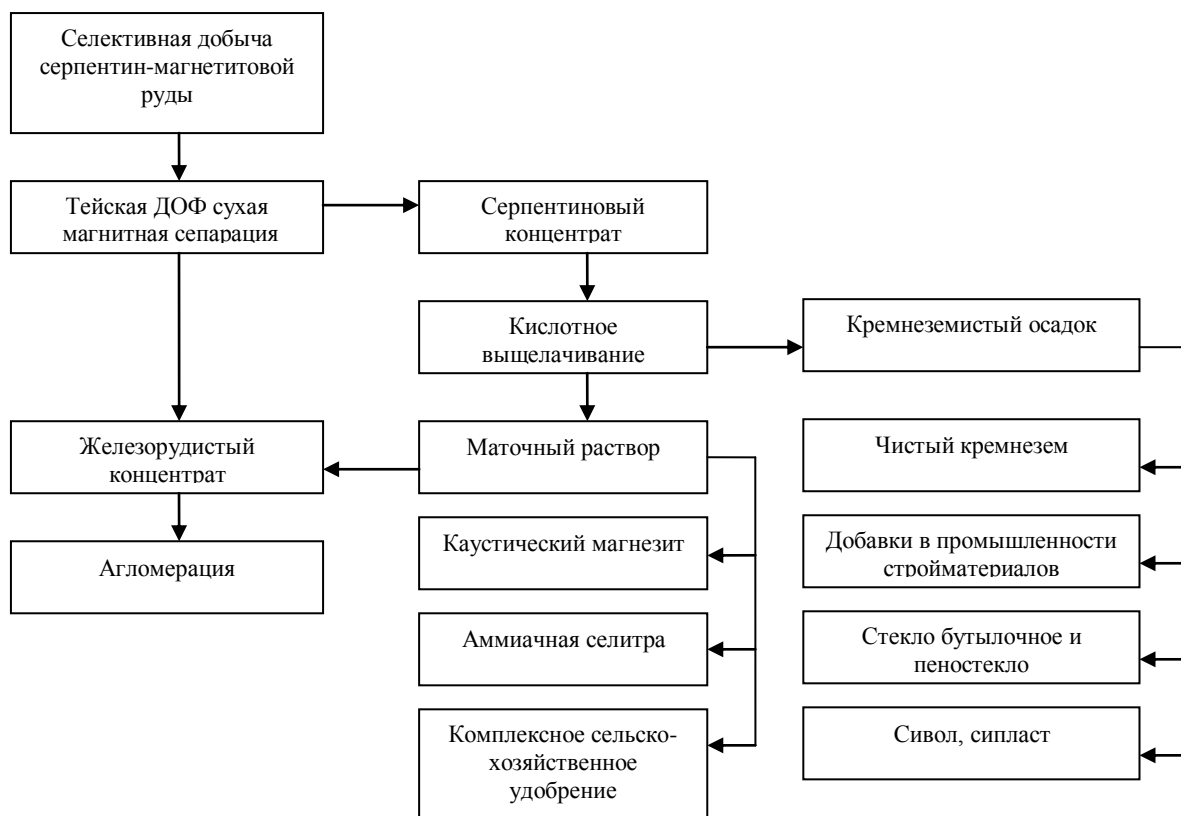 Селективная добыча
серпентин-магнетитовой
руды
Тейская ДОФ сухая
магнитная сепарация
Серпентиновый
концентрат
Кислотное
выщелачивание
Кремнеземистый осадок
Железорудистый
концентрат
Маточный раствор
Чистый кремнезем
Агломерация
Каустический магнезит
Добавки в промышленности
стройматериалов
Аммиачная селитра
Стекло бутылочное и
пеностекло
Комплексное сельско-
хозяйственное
удобрение
Сивол, сипласт